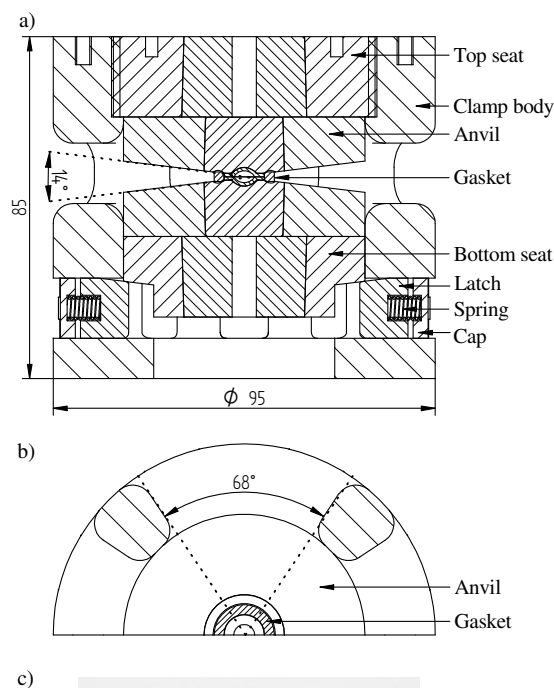 a)
Top seat
Clamp body
Anvil
14°
Gasket
85
Bottom seat
Latch
Spring
Cap
ϕ 95
b)
68°
Anvil
Gasket
c)